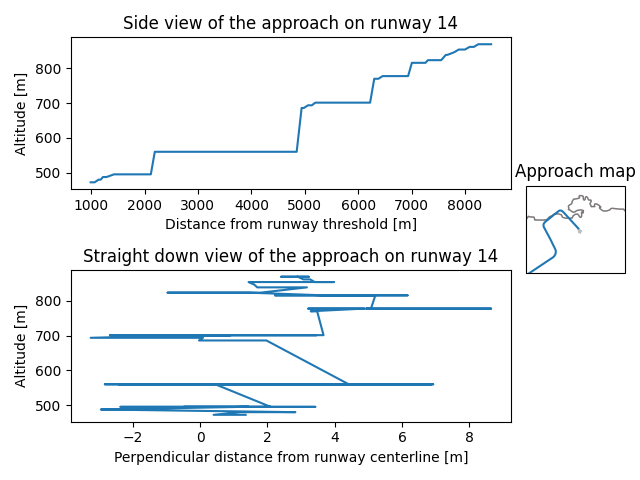 Side view of the approach on runway 14
Altitude [m]
800
700
600
500
1000 2000 3000 4000 5000 6000 7000 8000
Distance from runway threshold [m]
Approach map
Straight down view of the approach on runway 14
Altitude [m]
800
700
600
500
−2 0 2 4 6 8
Perpendicular distance from runway centerline [m]